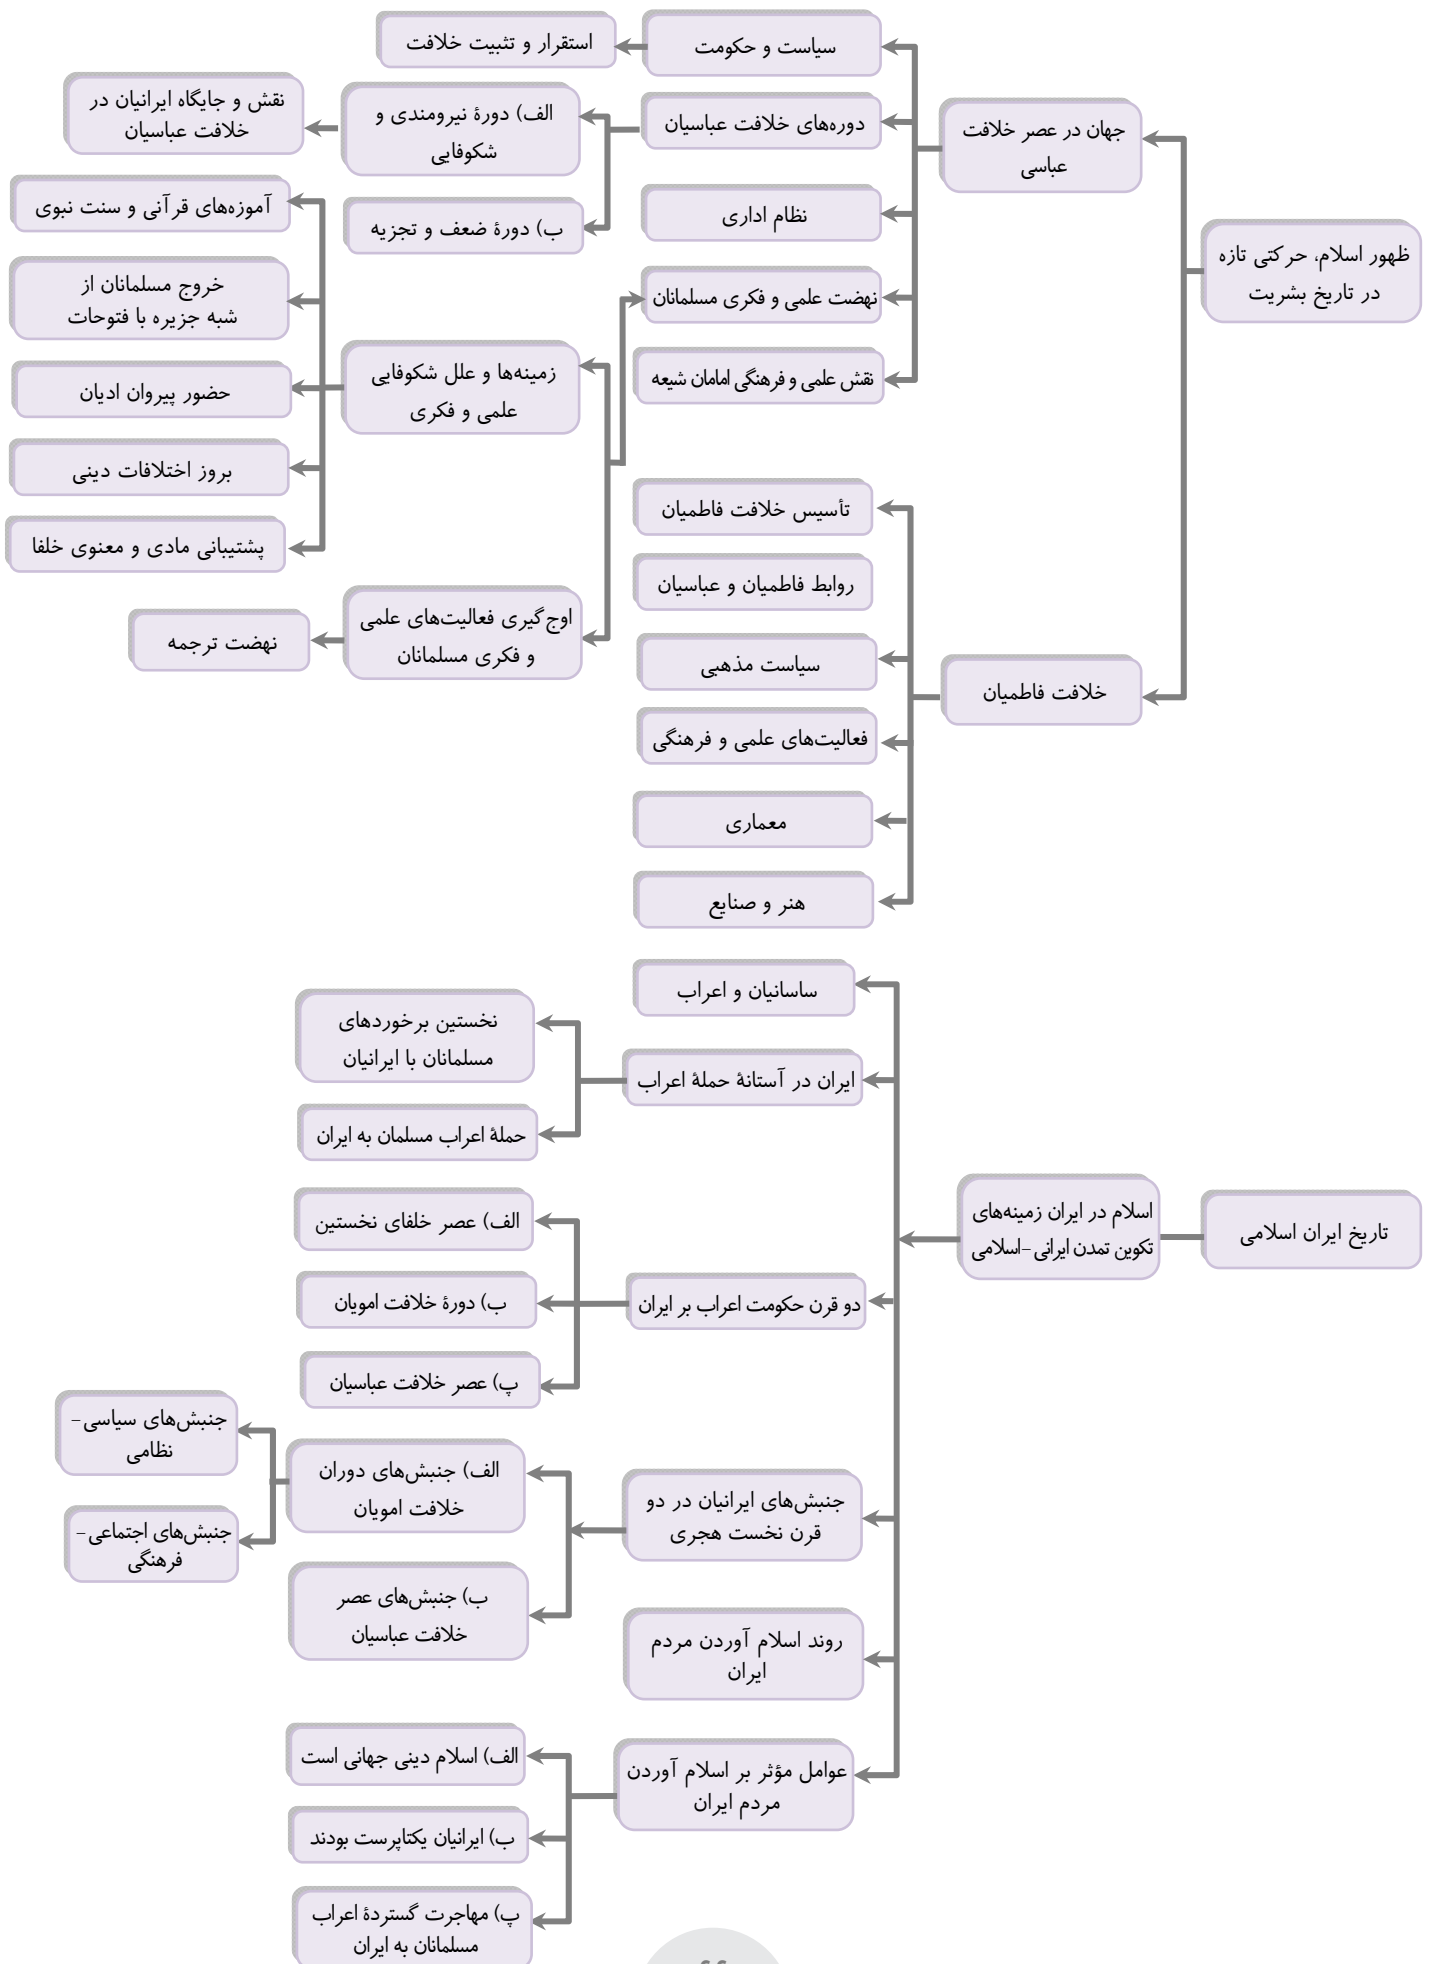 ظهور اسلام، حرکتی تازه
در تاریخ بشریت
جهان در عصر خلافت
عباسی
سیاست و حکومت
استقرار و تثبیت خلافت
دوره‌های خلافت عباسیان
الف) دورۀ نیرومندی و
شکوفایی
نقش و جایگاه ایرانیان در
خلافت عباسیان
ب) دورۀ ضعف و تجزیه
نظام اداری
نهضت علمی و فکری مسلمانان
زمینه‌ها و علل شکوفایی
علمی و فکری
آموزه‌های قرآنی و سنت نبوی
خروج مسلمانان از
شبه جزیره با فتوحات
حضور پیروان ادیان
بروز اختلافات دینی
پشتیبانی مادی و معنوی خلفا
اوج گیری فعالیت‌های علمی
و فکری مسلمانان
نهضت ترجمه
نقش علمی و فرهنگی امامان شیعه
خلافت فاطمیان
تأسیس خلافت فاطمیان
روابط فاطمیان و عباسیان
سیاست مذهبی
فعالیت‌های علمی و فرهنگی
معماری
هنر و صنایع
تاریخ ایران اسلامی
اسلام در ایران زمینه‌های
تکوین تمدن ایرانی -اسلامی
ساسانیان و اعراب
ایران در آستانۀ حملۀ اعراب
نخستین برخوردهای
مسلمانان با ایرانیان
حملۀ اعراب مسلمان به ایران
دو قرن حکومت اعراب بر ایران
الف) عصر خلفای نخستین
ب) دورۀ خلافت امویان
پ) عصر خلافت عباسیان
جنبش‌های ایرانیان در دو
قرن نخست هجری
الف) جنبش‌های دوران
خلافت امویان
جنبش‌های سیاسی-
نظامی
جنبش‌های اجتماعی-
فرهنگی
ب) جنبش‌های عصر
خلافت عباسیان
روند اسلام آوردن مردم
ایران
عوامل مؤثر بر اسلام آوردن
مردم ایران
الف) اسلام دینی جهانی است
ب) ایرانیان یکتاپرست بودند
پ) مهاجرت گستردۀ اعراب
مسلمانان به ایران